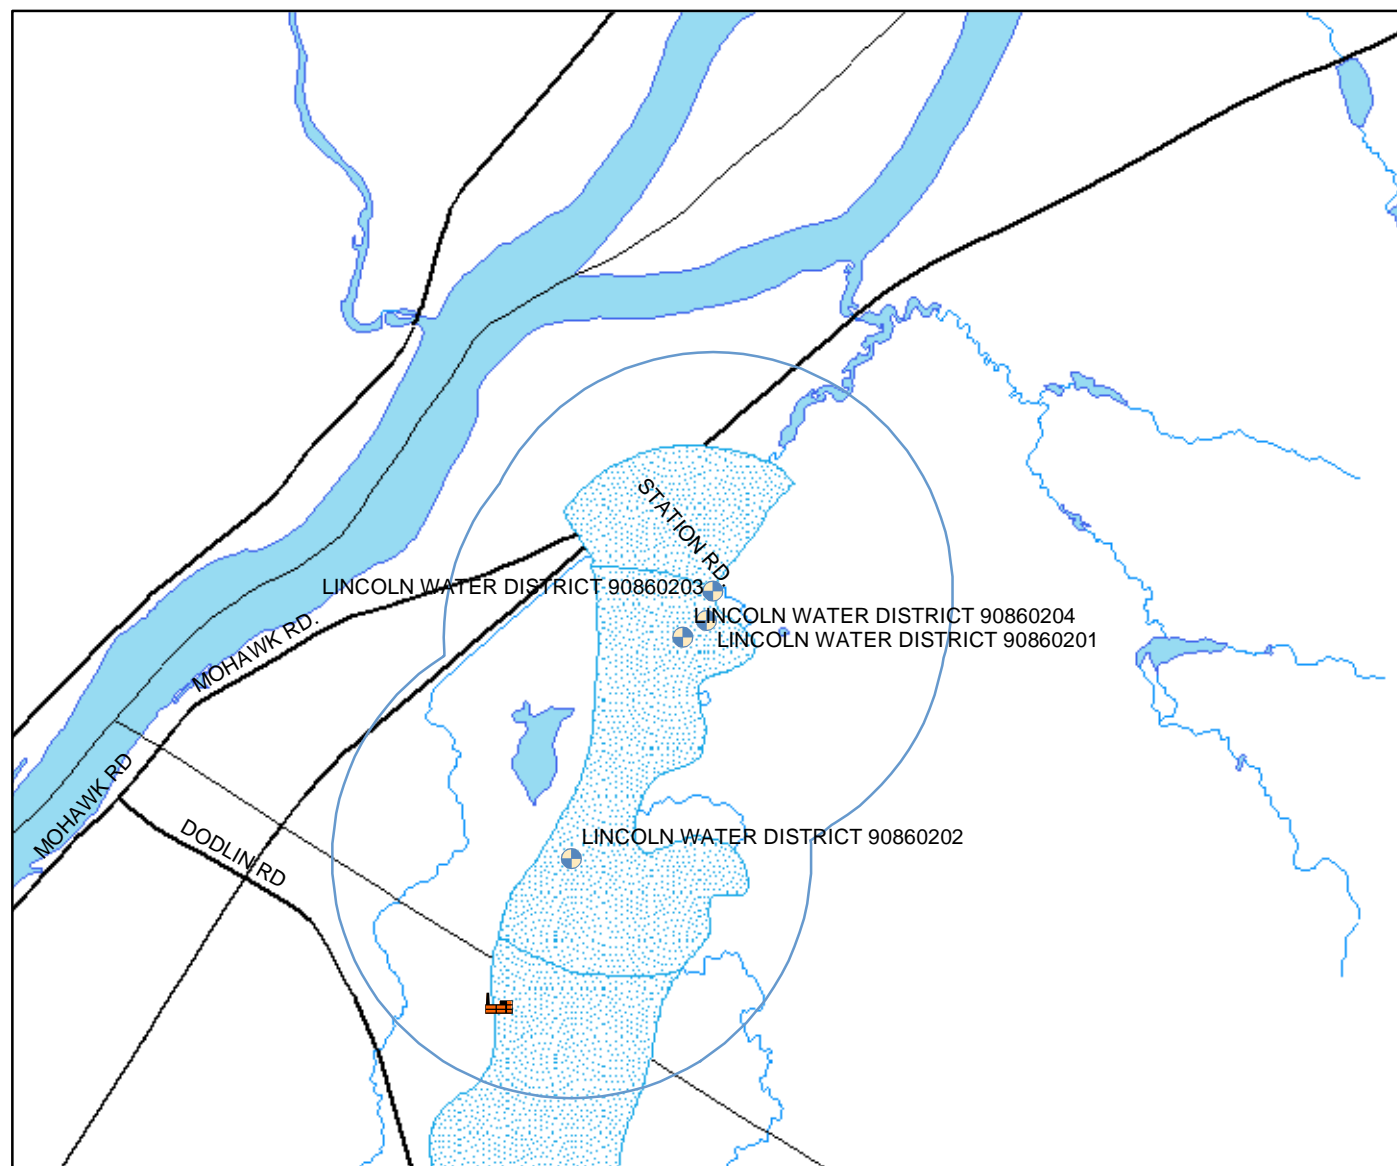 STATION RD
LINCOLN WATER DISTRICT 90860203
LINCOLN WATER DISTRICT 90860204
LINCOLN WATER DISTRICT 90860201
MOHAWK RD.
MOHAWK RD
DODLIN RD
LINCOLN WATER DISTRICT 90860202